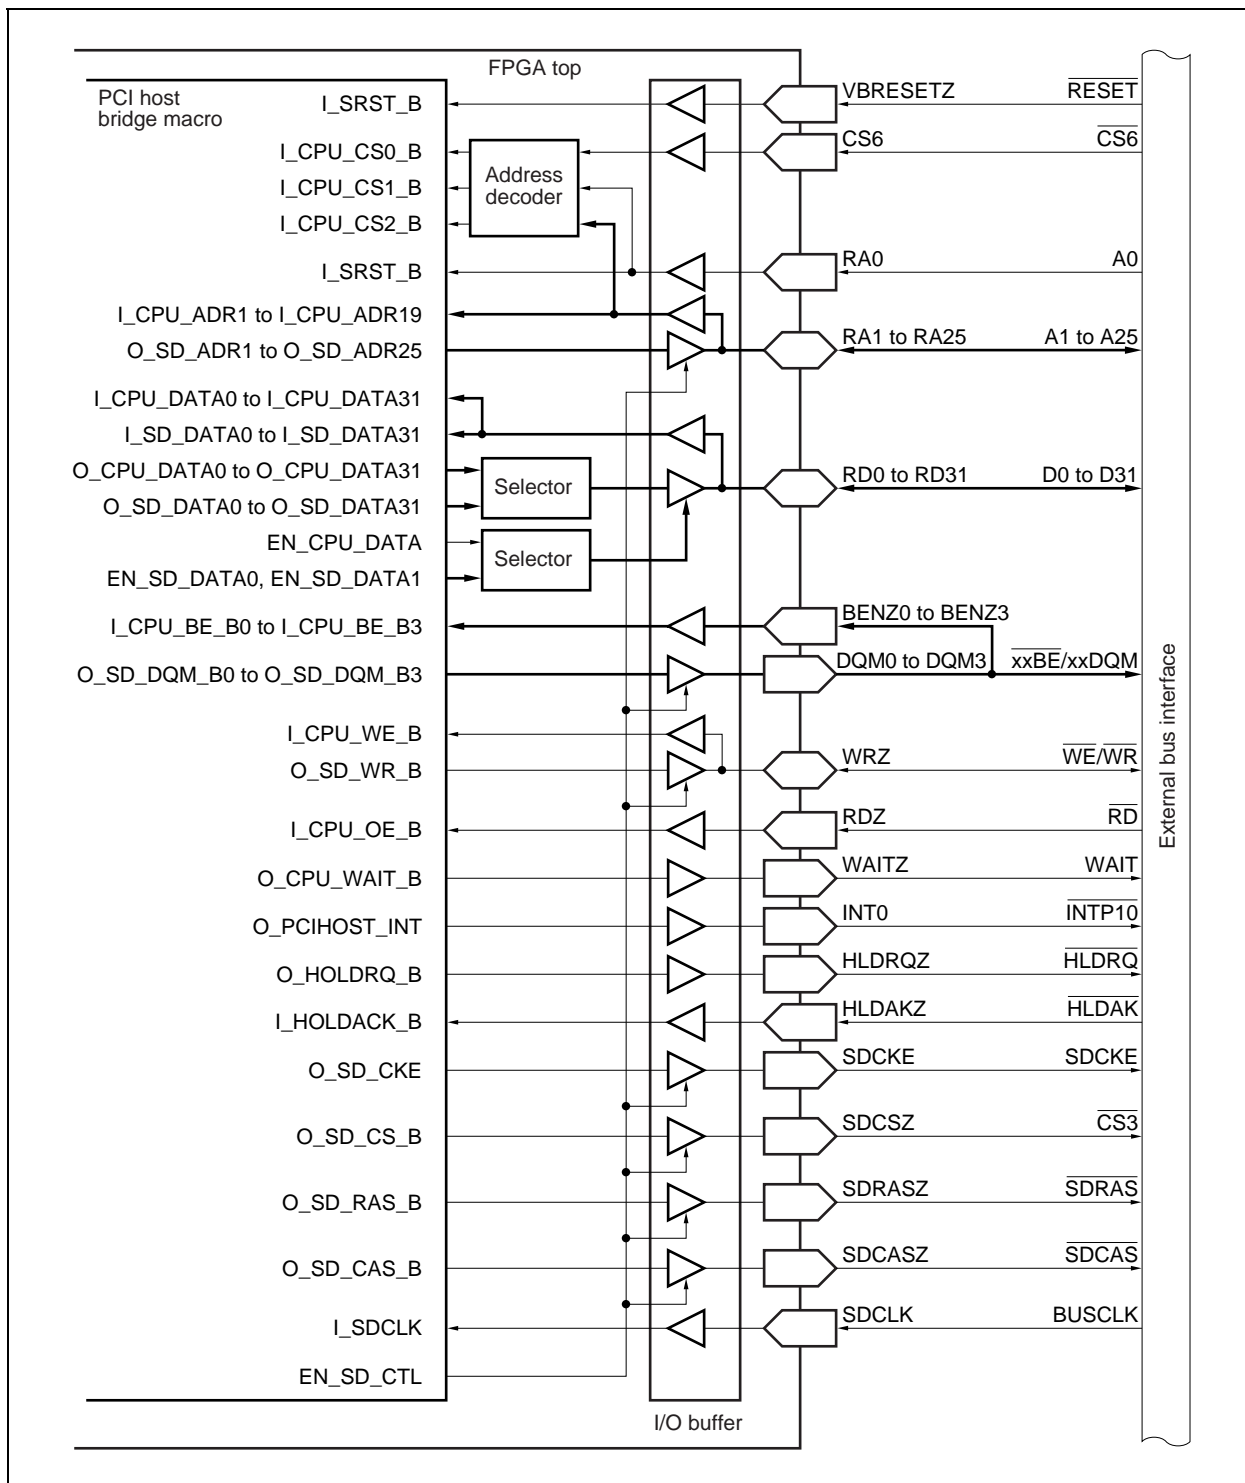 FPGA top
PCI host
bridge macro
I_SRST_B VBRESETZ RESET
I_CPU_CS0_B CS6 CS6
Address
decoder
I_CPU_CS1_B
I_CPU_CS2_B
I_SRST_B RA0 A0
I_CPU_ADR1 to I_CPU_ADR19
O_SD_ADR1 to O_SD_ADR25 RA1 to RA25 A1 to A25
I_CPU_DATA0 to I_CPU_DATA31
I_SD_DATA0 to I_SD_DATA31
O_CPU_DATA0 to O_CPU_DATA31
Selector RD0 to RD31 D0 to D31
O_SD_DATA0 to O_SD_DATA31
EN_CPU_DATA
Selector
EN_SD_DATA0, EN_SD_DATA1
I_CPU_BE_B0 to I_CPU_BE_B3 BENZ0 to BENZ3
O_SD_DQM_B0 to O_SD_DQM_B3 DQM0 to DQM3 xxBE/xxDQM
I_CPU_WE_B
O_SD_WR_B WRZ WE/WR
I_CPU_OE_B RDZ RD
O_CPU_WAIT_B WAITZ WAIT
O_PCIHOST_INT INT0 INTP10
O_HOLDRQ_B HLDRQZ HLDRQ
I_HOLDACK_B HLDAKZ HLDAK
O_SD_CKE SDCKE SDCKE
O_SD_CS_B SDCSZ CS3
O_SD_RAS_B SDRASZ SDRAS
O_SD_CAS_B SDCASZ SDCAS
I_SDCLK SDCLK BUSCLK
EN_SD_CTL
I/O buffer
External bus interface